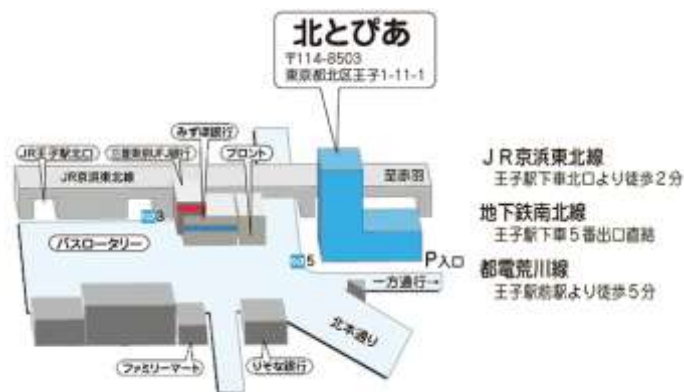 北とぴあ
〒114-8503
東京都北区王子1-11-1
みずほ銀行
JR王子駅北口
三菱東京UFJ銀行
プロント
JR京浜東北線
至赤羽
3
バスロータリー
5
P入口
一方通行→
北本通り
ファミリーマート
りそな銀行
JR京浜東北線
王子駅下車北口より徒歩2分
地下鉄南北線
王子駅下車5番出口直結
都電荒川線
王子駅前駅より徒歩5分